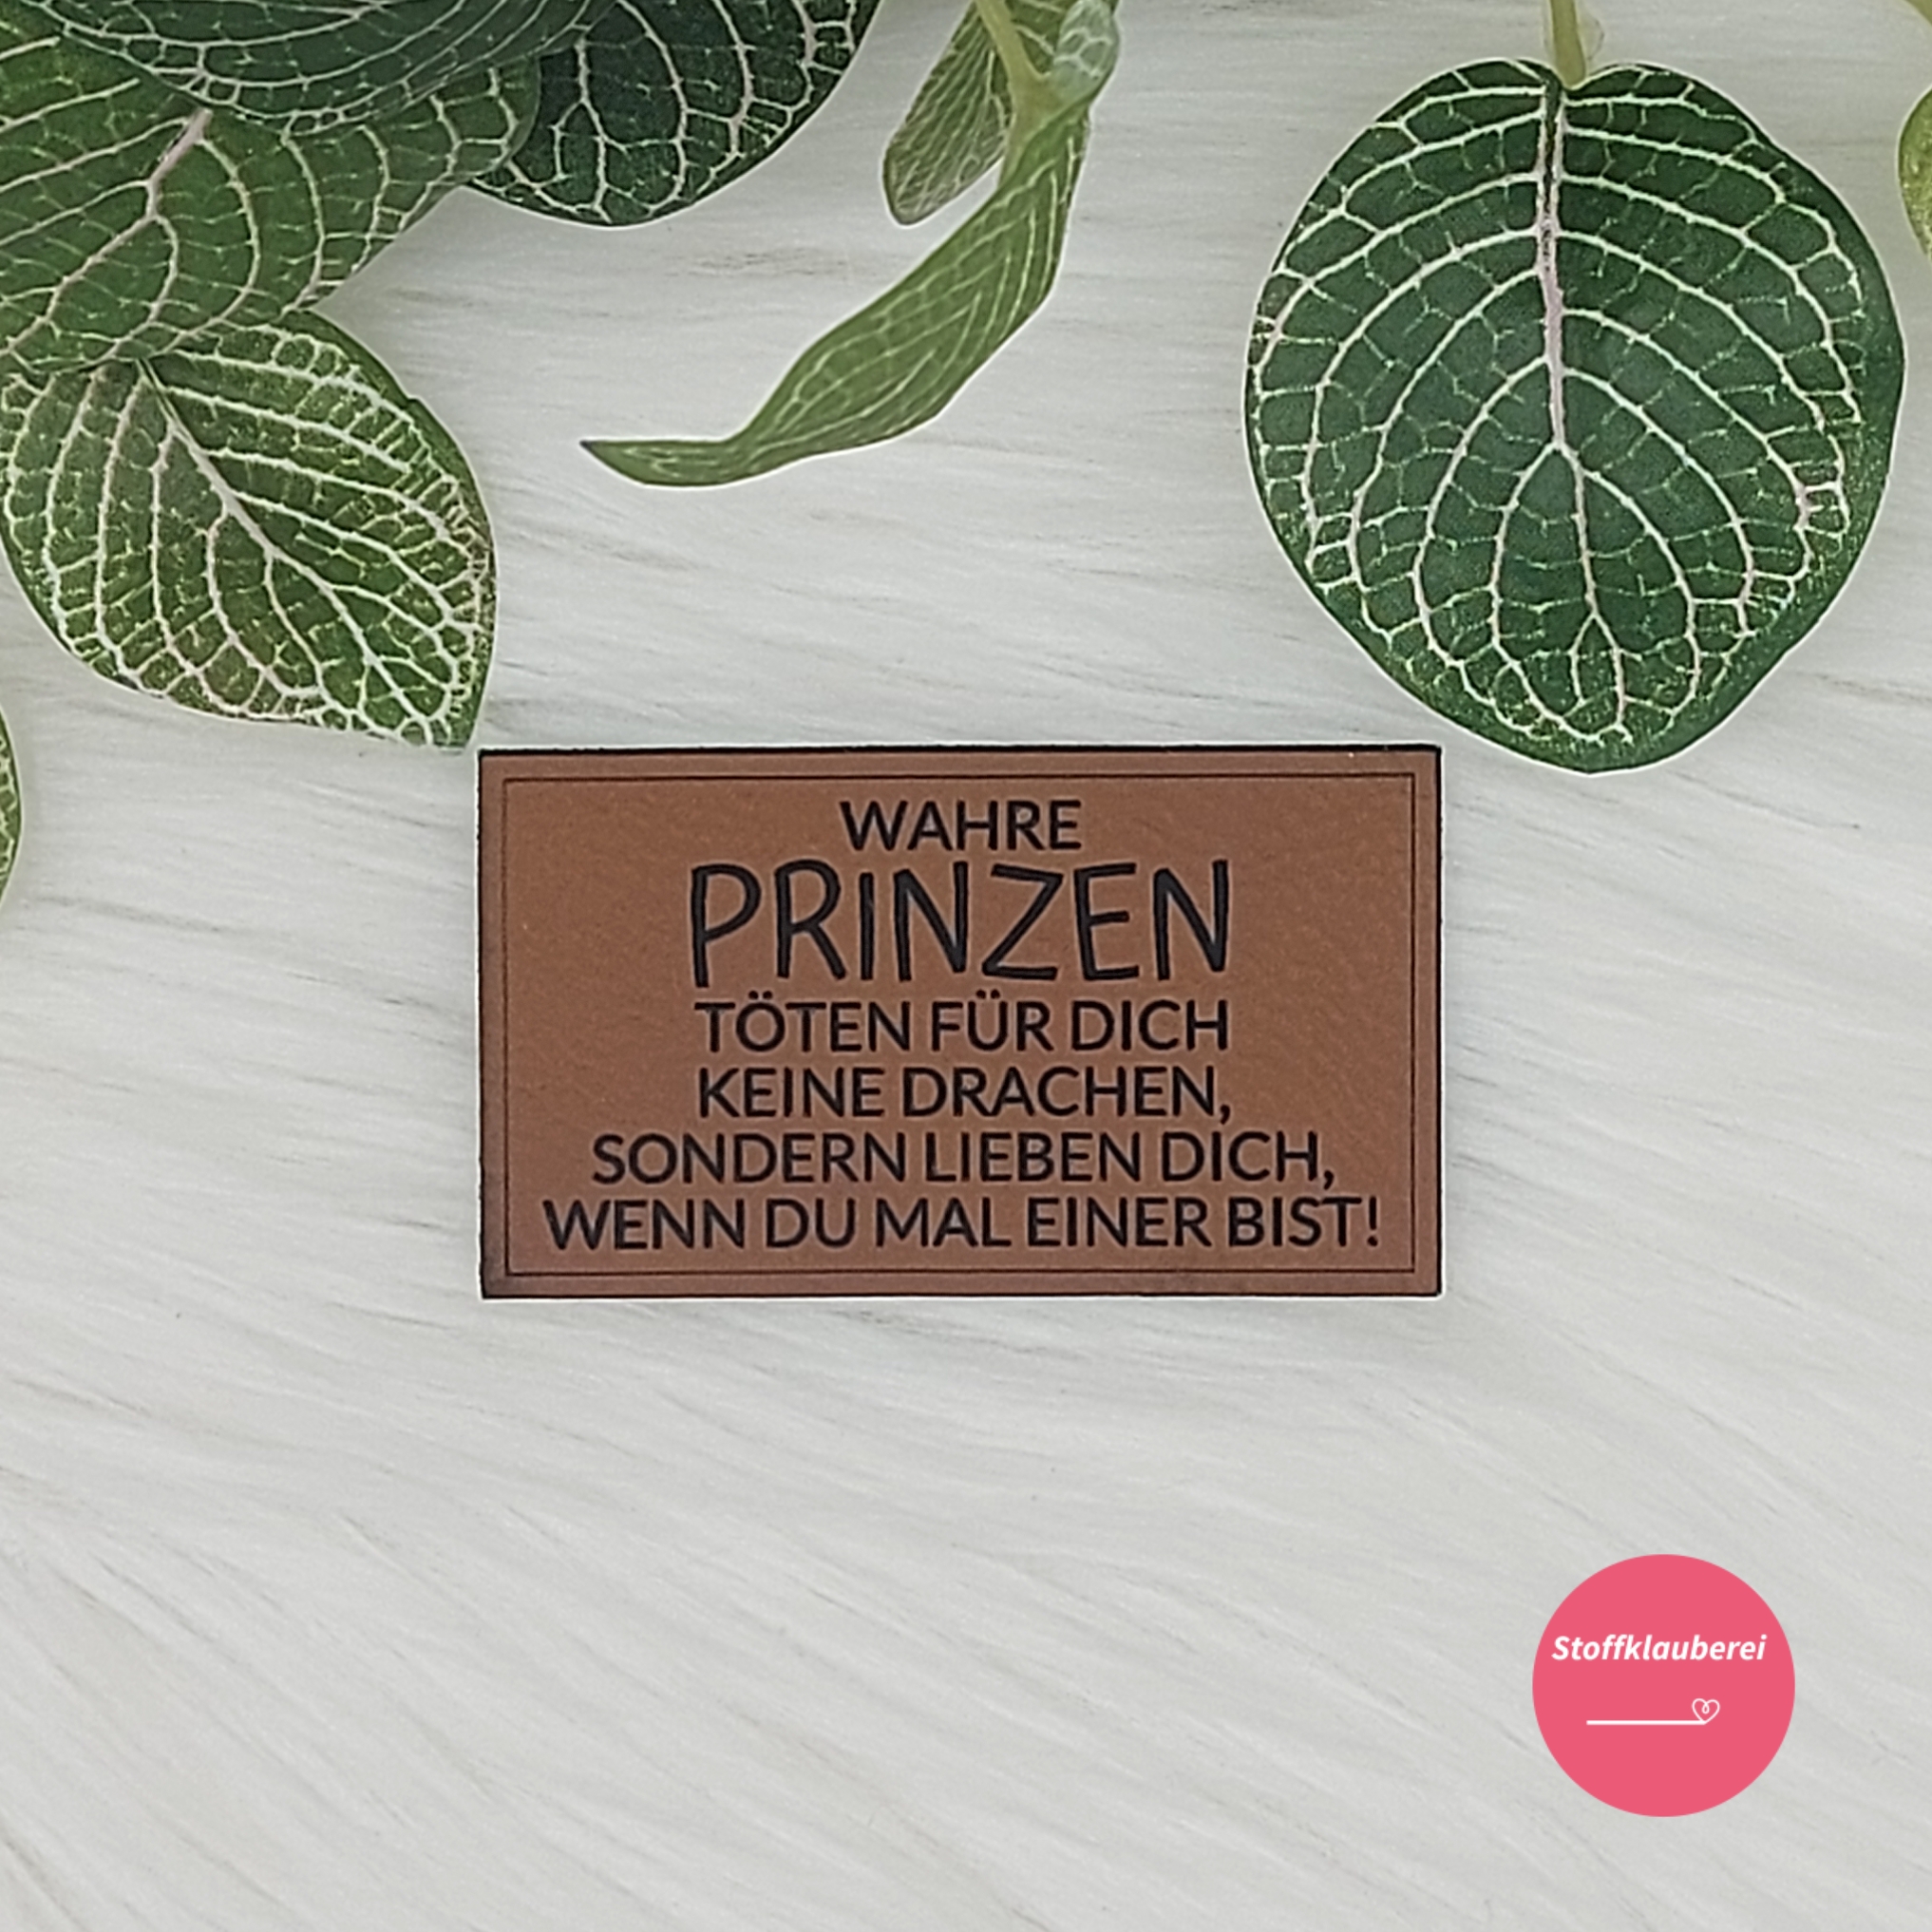 WAHRE
PRINZEN
TÖTEN FÜR DICH
KEINE DRACHEN,
SONDERN LIEBEN DICH,
WENN DU MAL EINER BIST!
Stoffklauberei